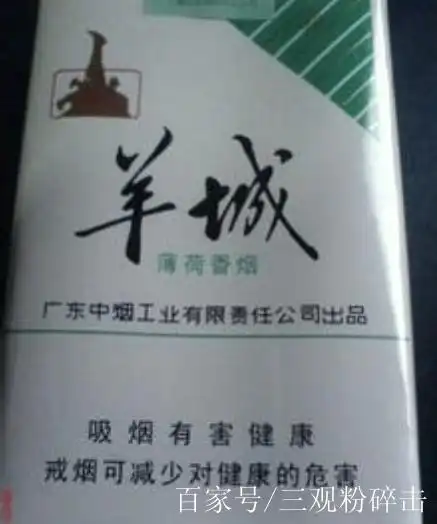 羊城
薄荷香烟
广东中烟工业有限责任公司出品
吸烟有害健康
戒烟可减少对健康的危害
百家号/三观粉碎击